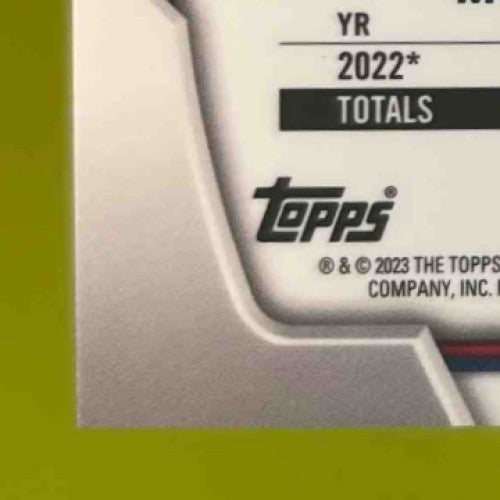 YR
2022*
TOTALS
Topps®
® & © 2023 THE TOPPS
COMPANY, INC.